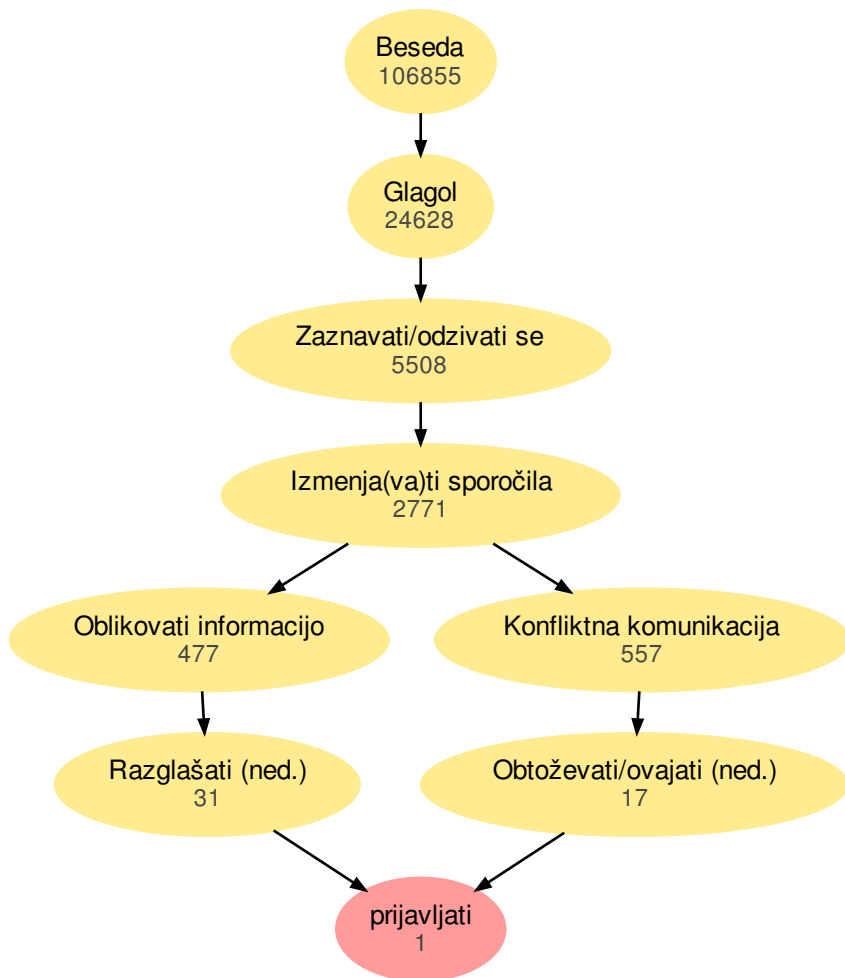 Beseda
106855
Glagol
24628
Zaznavati/odzivati se
5508
Izmenja(va)ti sporočila
2771
Oblikovati informacijo
477
Konfliktna komunikacija
557
Razglašati (ned.)
31
Obtoževati/ovajati (ned.)
17
prijavljati
1